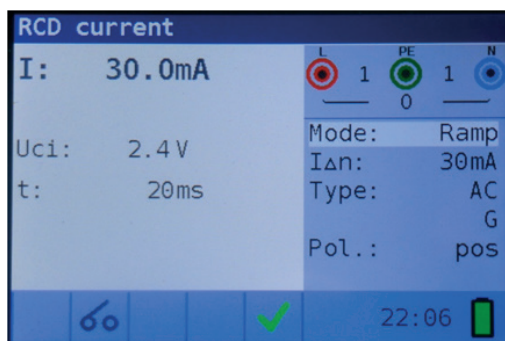 RCD current
I: 30.0mA
Uci: 2.4V
t: 20ms
L PE N
1 1
0
Mode: Ramp
IΔn: 30mA
Type: AC
G
Pol.: pos
22:06